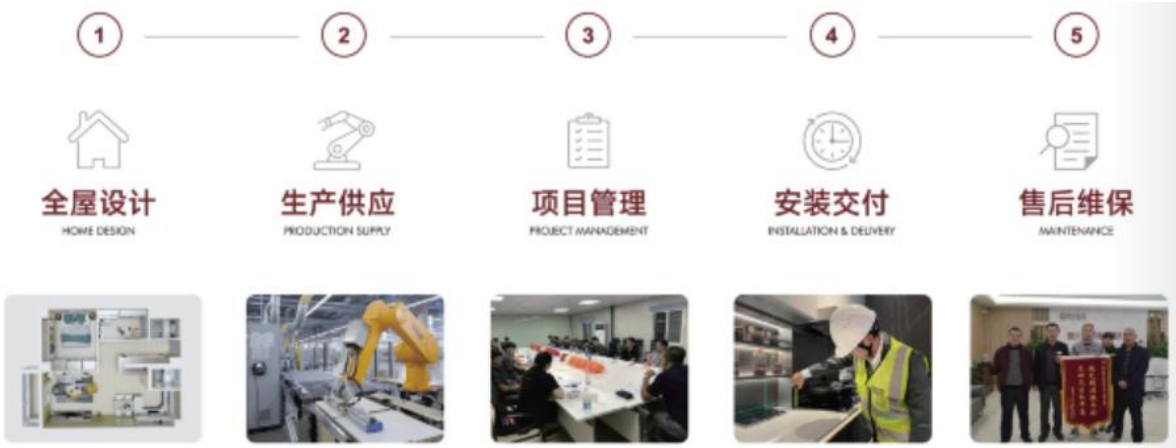 1
2
3
4
5
全屋设计
HOME DESIGN
生产供应
PRODUCTION SUPPLY
项目管理
PROJECT MANAGEMENT
安装交付
INSTALLATION & DELIVERY
售后维保
MAINTENANCE